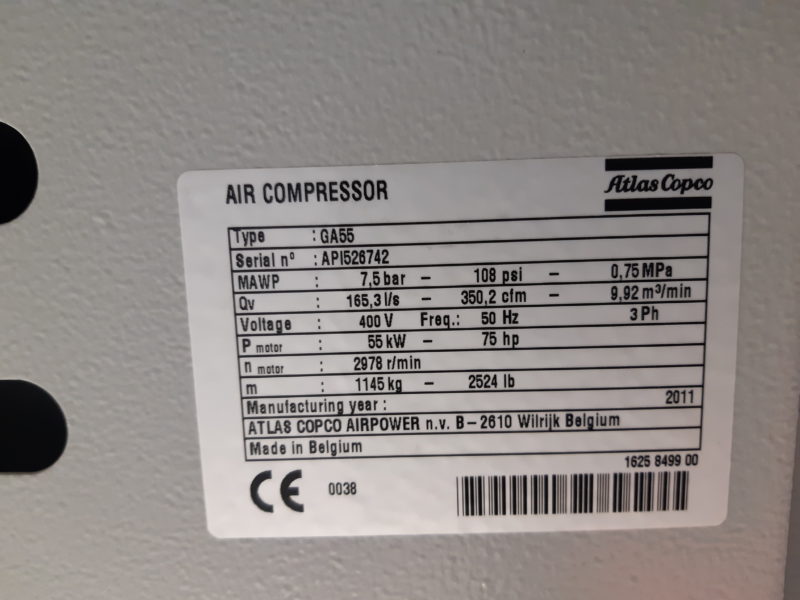 AIR COMPRESSOR
Atlas Copco
Type : GA55
Serial n° : API526742
MAWP : 7,5 bar – 108 psi – 0,75 MPa
Qv : 165,3 l/s – 350,2 cfm – 9,92 m³/min
Voltage : 400 V Freq.: 50 Hz 3 Ph
P motor : 55 kW – 75 hp
n motor : 2978 r/min
m : 1145 kg – 2524 lb
Manufacturing year : 2011
ATLAS COPCO AIRPOWER n.v. B – 2610 Wilrijk Belgium
Made in Belgium
1625 8499 00
CE 0038